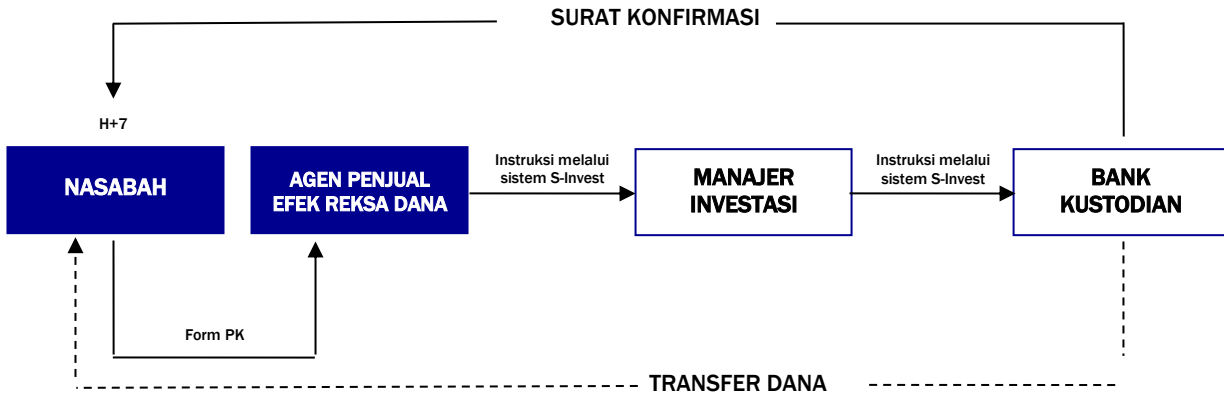 SURAT KONFIRMASI
H+7
NASABAH
AGEN PENJUAL
EFEK REKSA DANA
Instruksi melalui
sistem S-Invest
MANAJER
INVESTASI
Instruksi melalui
sistem S-Invest
BANK
KUSTODIAN
Form PK
TRANSFER DANA